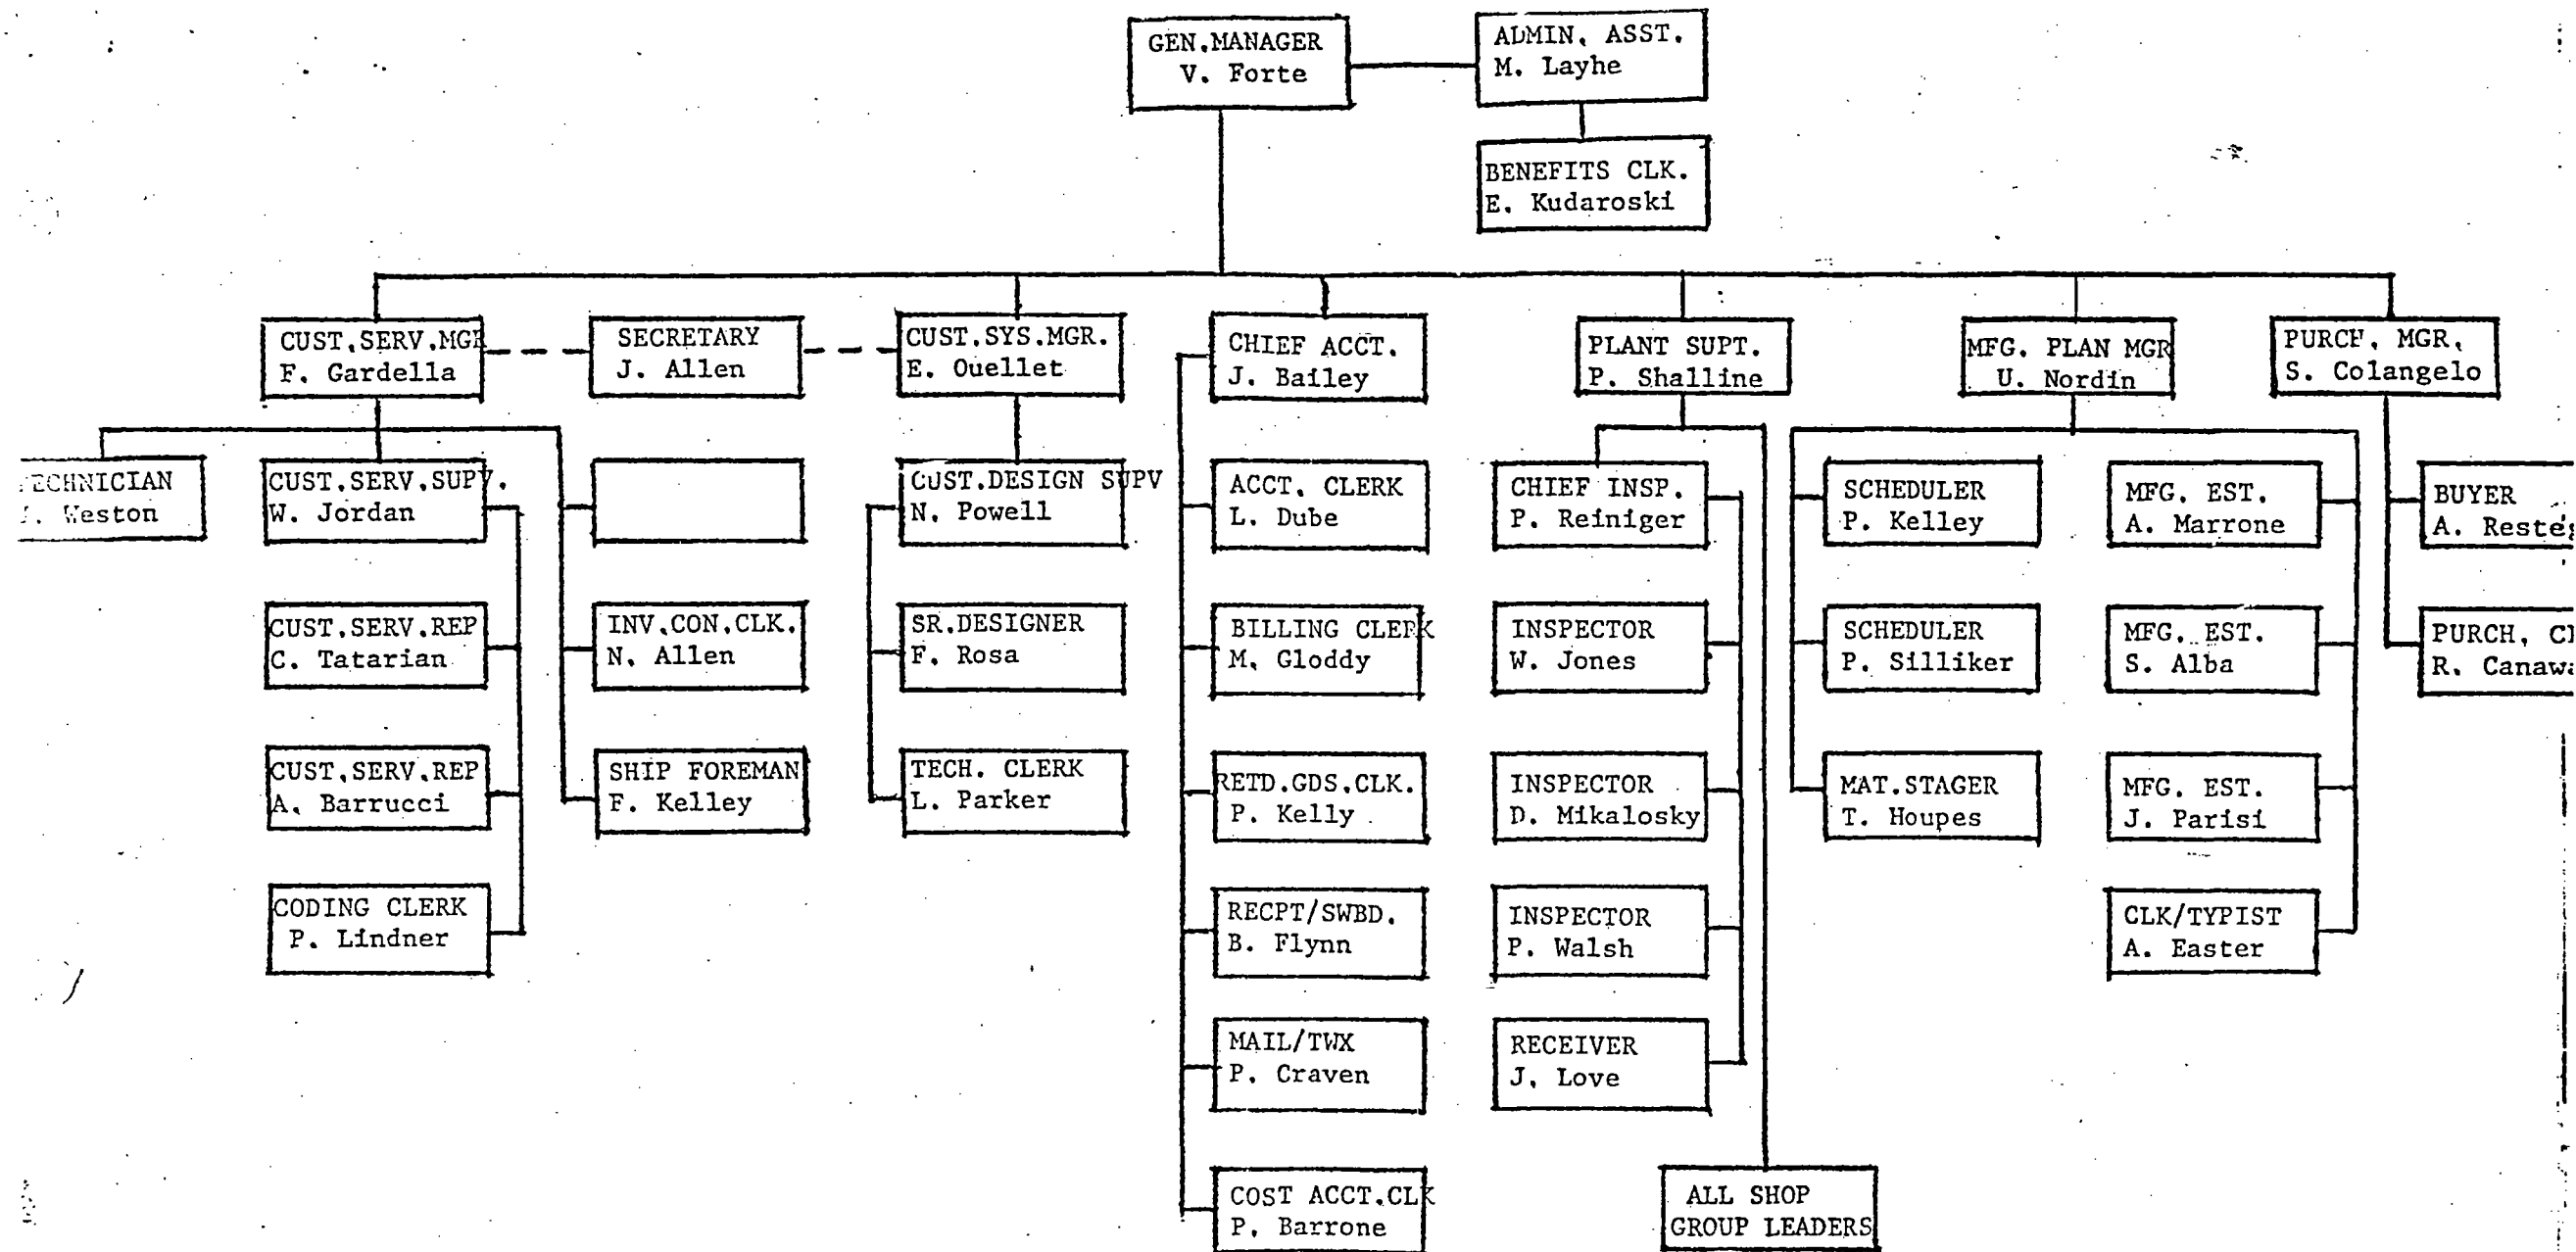 GEN.MANAGER
V. Forte
ADMIN. ASST.
M. Layhe
BENEFITS CLK.
E. Kudaroski
CUST.SERV.MGR
F. Gardella
SECRETARY
J. Allen
CUST.SYS.MGR.
E. Ouellet
CHIEF ACCT.
J. Bailey
PLANT SUPT.
P. Shalline
MFG. PLAN MGR
U. Nordin
PURCH. MGR.
S. Colangelo
Weston
CUST.SERV.SUPV.
W. Jordan
CUST.SERV.REP
C. Tatarian
CUST.SERV.REP
A. Barrucci
CODING CLERK
P. Lindner
INV.CON.CLK.
N. Allen
SHIP FOREMAN
F. Kelley
CUST.DESIGN SUPV
N. Powell
SR.DESIGNER
F. Rosa
TECH. CLERK
L. Parker
ACCT. CLERK
L. Dube
BILLING CLERK
M. Gloddy
RETD.GDS.CLK.
P. Kelly
RECPT/SWBD.
B. Flynn
MAIL/TWX
P. Craven
COST ACCT.CLK
P. Barrone
CHIEF INSP.
P. Reiniger
INSPECTOR
W. Jones
INSPECTOR
D. Mikalosky
INSPECTOR
P. Walsh
RECEIVER
J. Love
ALL SHOP
GROUP LEADERS
SCHEDULER
P. Kelley
SCHEDULER
P. Silliker
MAT.STAGER
T. Houpes
MFG. EST.
A. Marrone
MFG. EST.
S. Alba
MFG. EST.
J. Parisi
CLK/TYPIST
A. Easter
BUYER
A.
PURCH.
R.